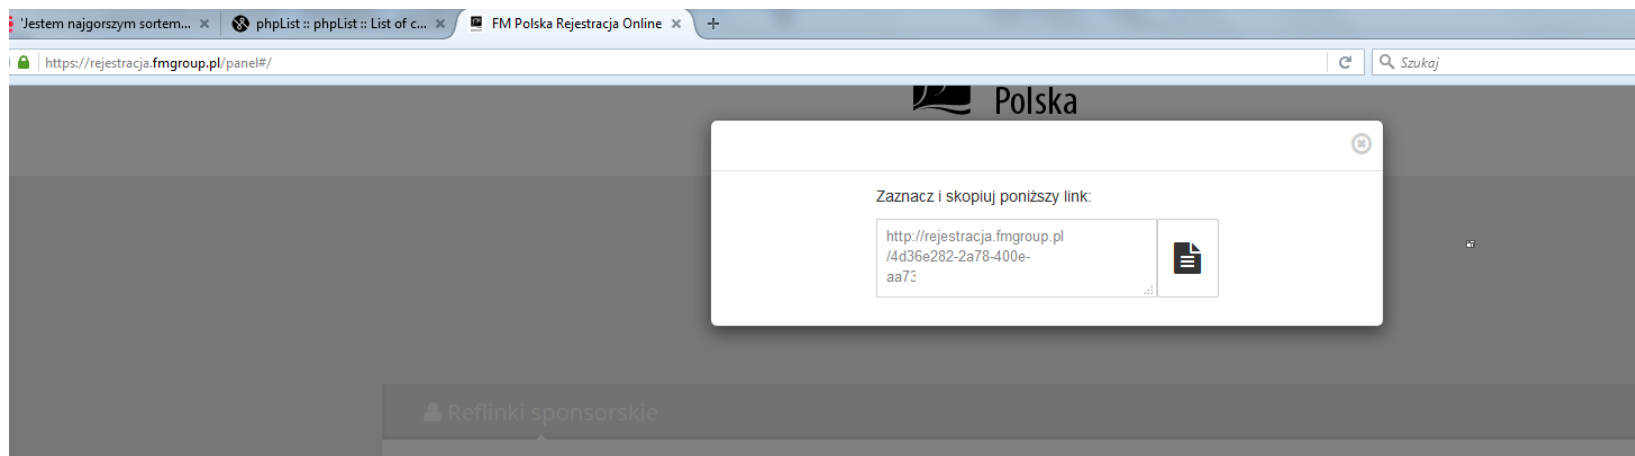 'Jestem najgorszym sortem...
phpList :: phpList :: List of c...
FM Polska Rejestracja Online
https://rejestracja.fmgroup.pl/panel#/
Szukaj
Polska
Zaznacz i skopiuj poniższy link:
http://rejestracja.fmgroup.pl
/4d36e282-2a78-400e-
aa73
Reflinki sponsorskie